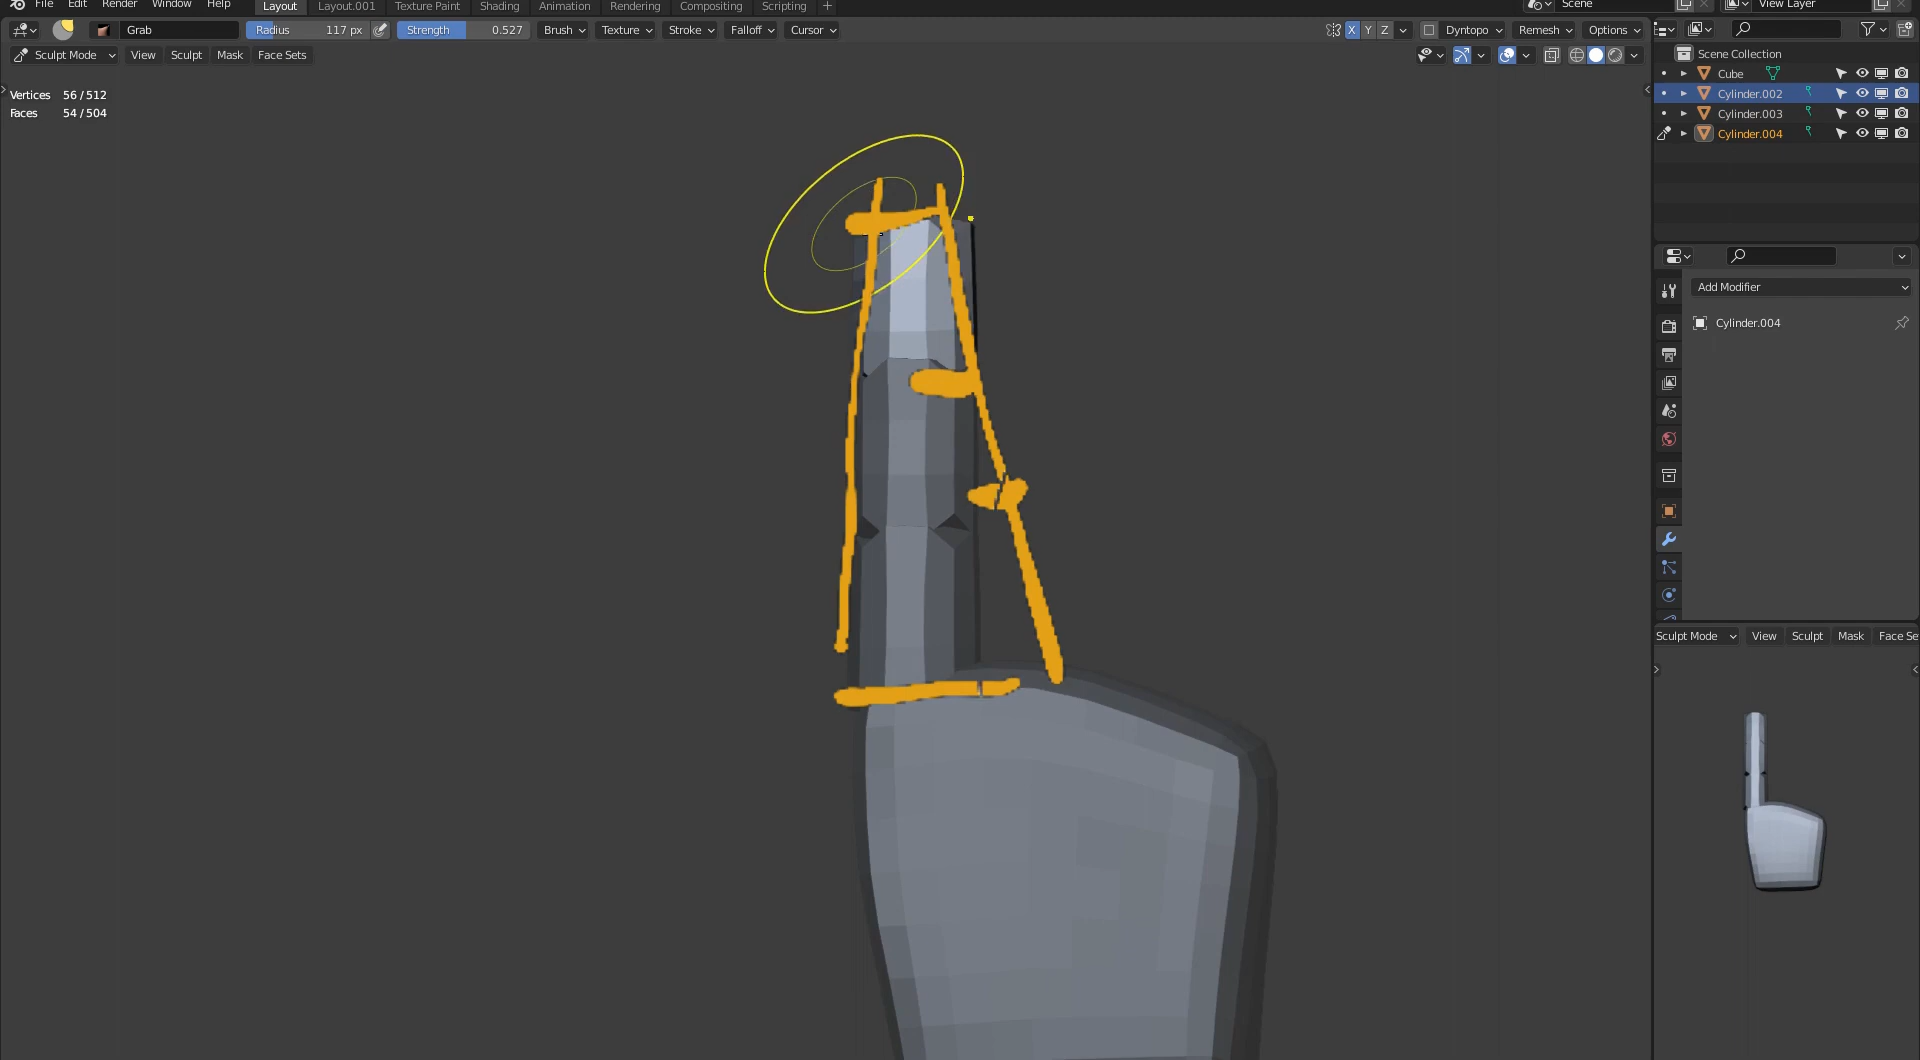 File Edit Render Window Help Layout Layout.001 Texture Paint Shading Animation Rendering Compositing Scripting + Scene View Layer
Grab Radius 117 px Strength 0.527 Brush Texture Stroke Falloff Cursor X Y Z Dyntopo Remesh Options
Sculpt Mode View Sculpt Mask Face Sets
Scene Collection
Vertices 56 / 512
Faces 54 / 504
Cube
Cylinder.002
Cylinder.003
Cylinder.004
Add Modifier
Cylinder.004
Sculpt Mode View Sculpt Mask Face Se